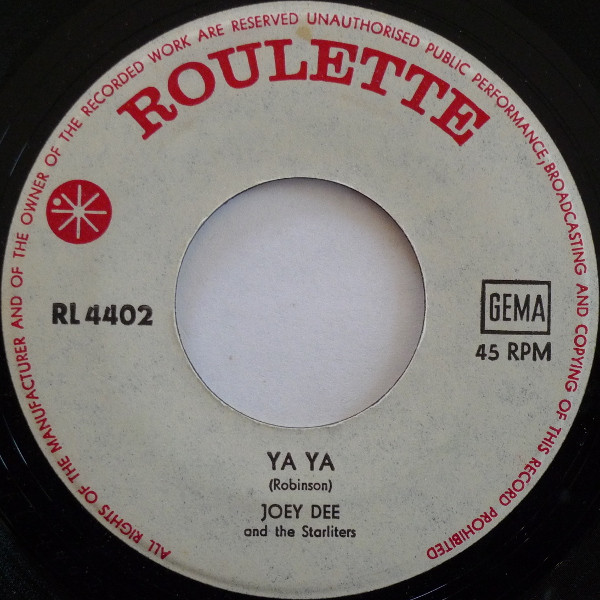 ALL RIGHTS OF THE MANUFACTURER AND OF THE OWNER OF THE RECORDED WORK ARE RESERVED UNAUTHORISED PUBLIC PERFORMANCE, BROADCASTING AND COPYING OF THIS RECORD PROHIBITED
ROULETTE
RL 4402
GEMA
45 RPM
YA YA
(Robinson)
JOEY DEE
and the Starliters